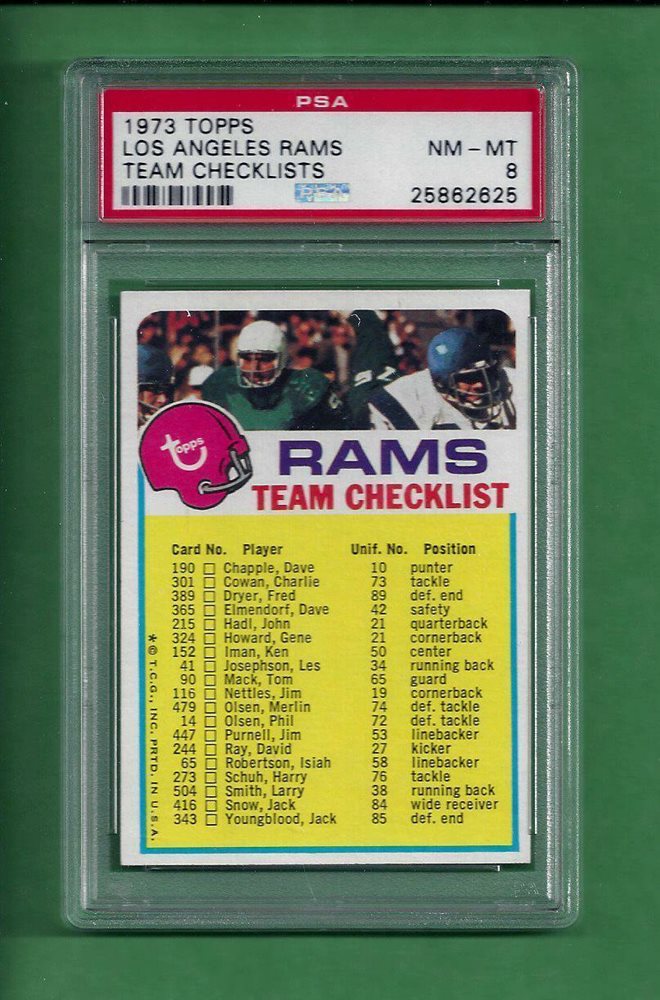 PSA
1973 TOPPS
LOS ANGELES RAMS NM - MT
TEAM CHECKLISTS 8
PSA 25862625
topps
RAMS
TEAM CHECKLIST
Card No. Player Unif. No. Position
190 Chapple, Dave 10 punter
301 Cowan, Charlie 73 tackle
389 Dryer, Fred 89 def. end
365 Elmendorf, Dave 42 safety
215 Hadl, John 21 quarterback
324 Howard, Gene 21 cornerback
152 Iman, Ken 50 center
41 Josephson, Les 34 running back
90 Mack, Tom 65 guard
116 Nettles, Jim 19 cornerback
479 Olsen, Merlin 74 def. tackle
14 Olsen, Phil 72 def. tackle
447 Purnell, Jim 53 linebacker
244 Ray, David 27 kicker
65 Robertson, Isiah 58 linebacker
273 Schuh, Harry 76 tackle
504 Smith, Larry 38 running back
416 Snow, Jack 84 wide receiver
343 Youngblood, Jack 85 def. end
* © T.C.G., INC. PRTD. IN U.S.A.